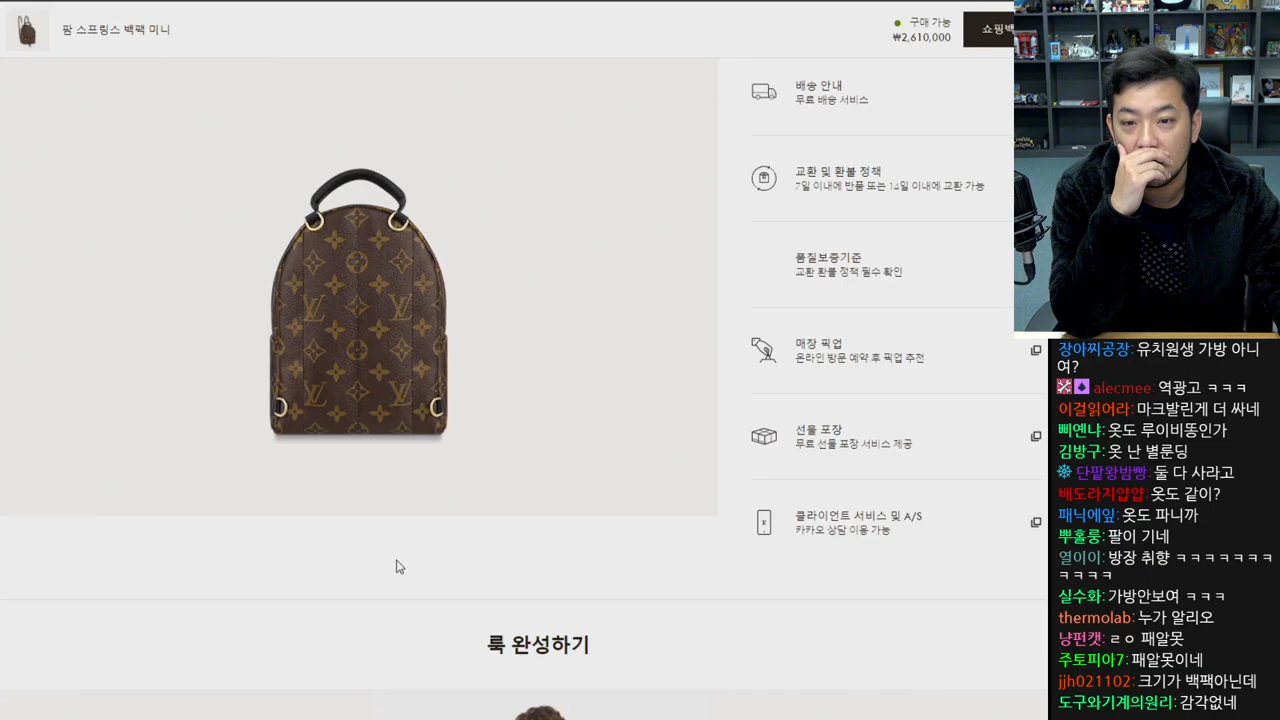 팜 스프링스 백팩 미니
구매 가능
₩2,610,000
쇼핑백
배송 안내
무료 배송 서비스
교환 및 환불 정책
7일 이내에 반품 또는 14일 이내에 교환 가능
품질보증기준
교환 환불 정책 필수 확인
매장 픽업
온라인 방문 예약 후 픽업 추천
선물 포장
무료 선물 포장 서비스 제공
클라이언트 서비스 및 A/S
카카오 상담 이용 가능
룩 완성하기
장아찌공장: 유치원생 가방 아니
여?
alecmee: 역광고 ㅋㅋㅋ
이걸읽어라: 마크발린게 더 싸네
삐옌냐: 옷도 루이비똥인가
김방구: 옷 난 별룬딩
단팥왕밤빵: 둘 다 사라고
배도라지얍얍: 옷도 같이?
패닉에잎: 옷도 파니까
뿌홀룽: 팔이 기네
열이이: 방장 취향 ㅋㅋㅋㅋㅋㅋㅋ
ㅋㅋㅋㅋ
실수화: 가방안보여 ㅋㅋㅋ
thermolab: 누가 알리오
냥펀캣: ㄹㅇ 패알못
주토피아7: 패알못이네
jjh021102: 크기가 백팩아닌데
도구와기계의원리: 감각없네